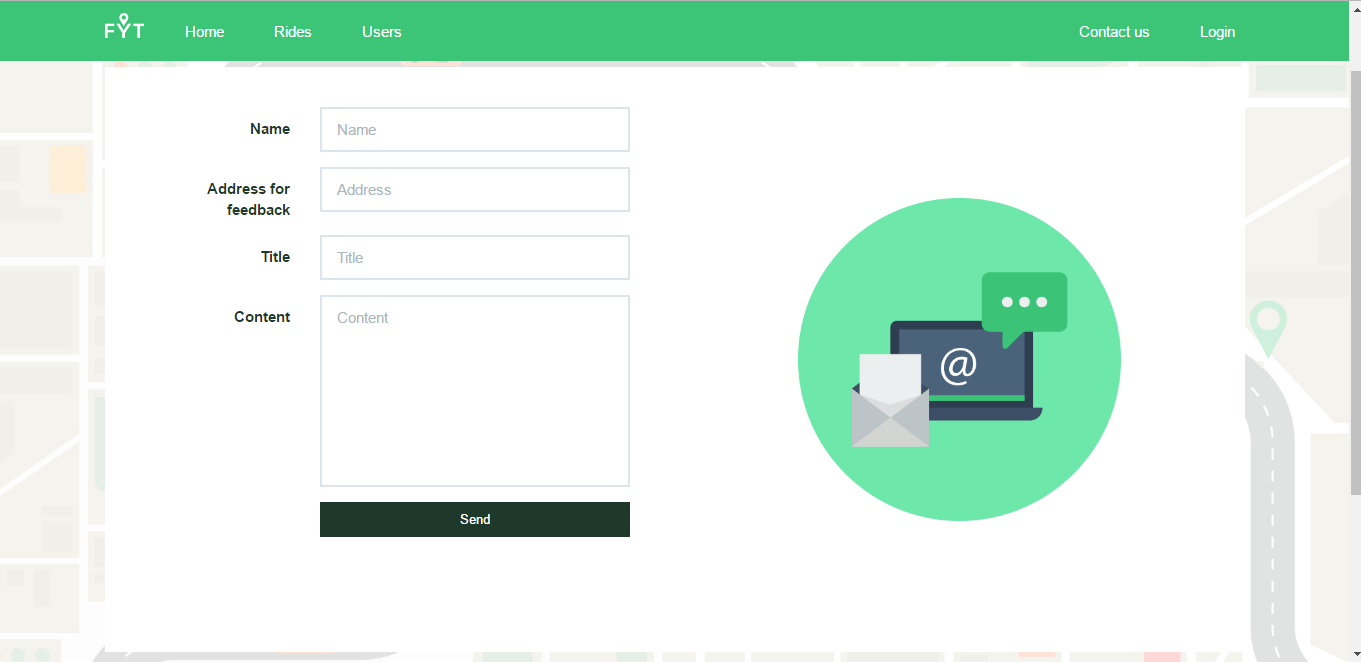 FYT
Home
Rides
Users
Contact us
Login
Name
Name
Address for
feedback
Address
Title
Title
Content
Content
@
Send